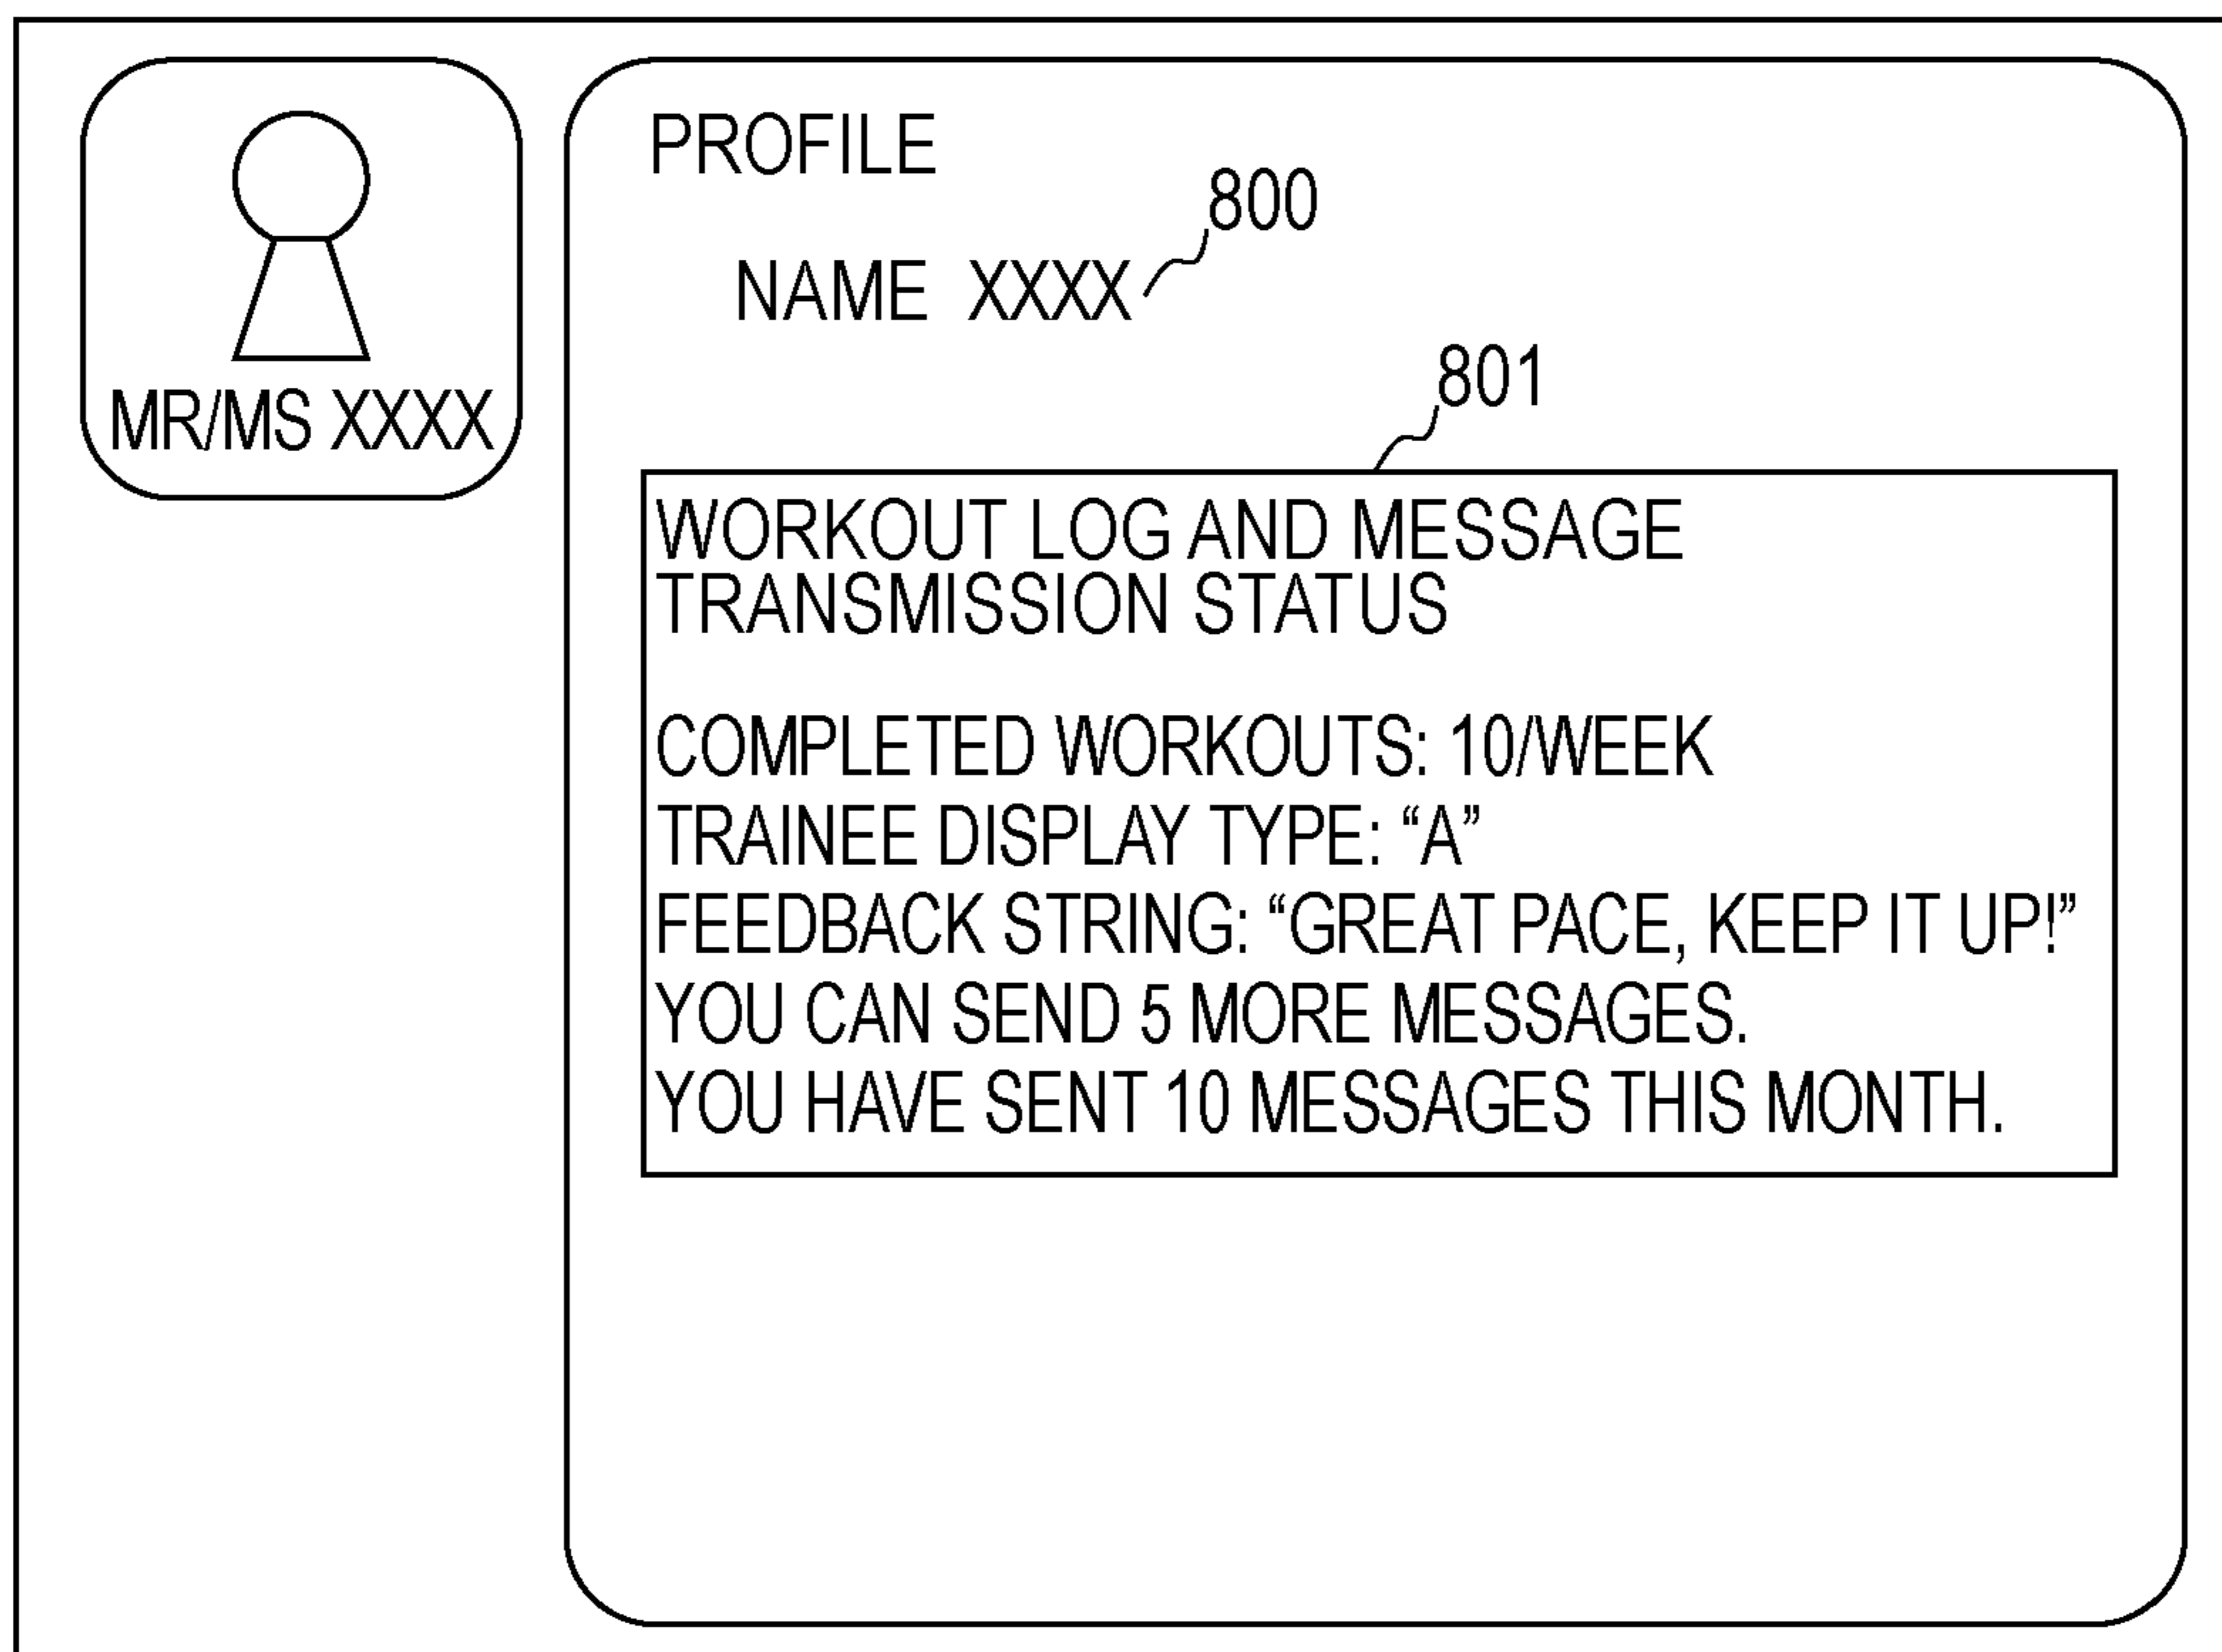 MR/MS XXXX
PROFILE
800
NAME XXXX
801
WORKOUT LOG AND MESSAGE
TRANSMISSION STATUS
COMPLETED WORKOUTS: 10/WEEK
TRAINEE DISPLAY TYPE: “A”
FEEDBACK STRING: “GREAT PACE, KEEP IT UP!”
YOU CAN SEND 5 MORE MESSAGES.
YOU HAVE SENT 10 MESSAGES THIS MONTH.